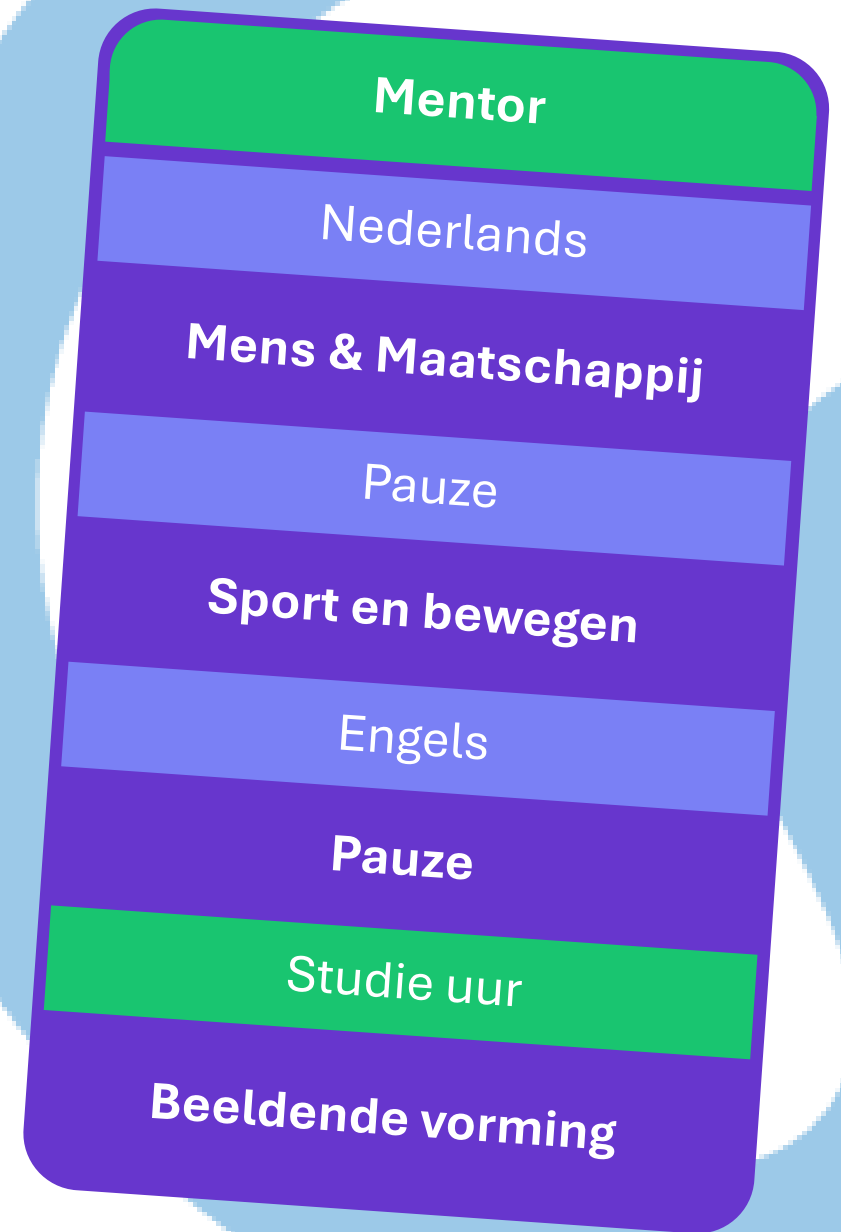 Mentor
Nederlands
Mens & Maatschappij
Pauze
Sport en bewegen
Engels
Pauze
Studie uur
Beeldende vorming